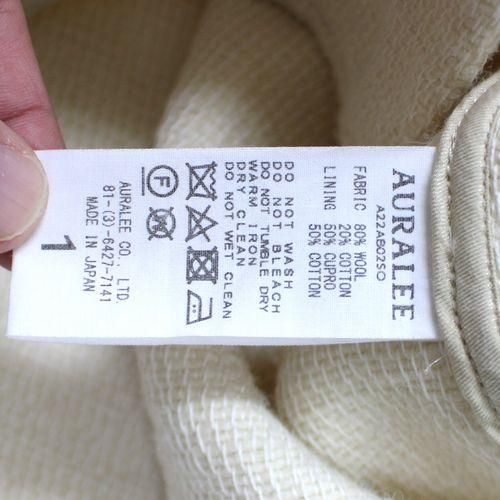 AURALEE
A22AB02SO
FABRIC 80% WOOL
20% COTTON
LINING 50% CUPRO
50% COTTON
DO NOT WASH
DO NOT BLEACH
DO NOT TUMBLE DRY
WARM IRON
DRY CLEAN
DO NOT WET CLEAN
F
AURALEE CO., LTD.
81-(3)-6427-7141
MADE IN JAPAN
1